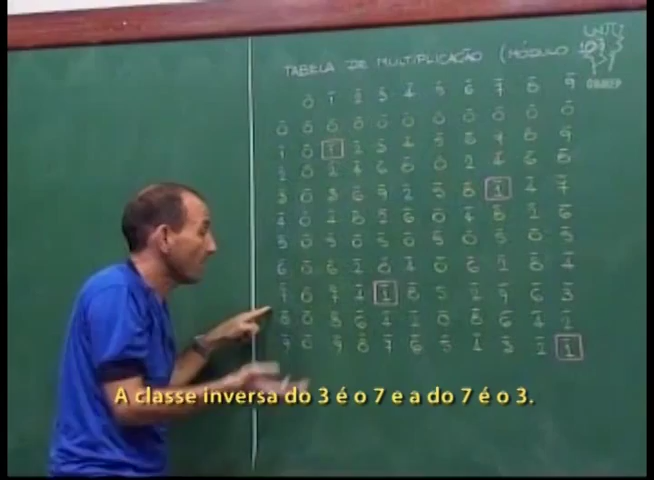 TABELA DE MULTIPLICAÇÃO (MÓDULO 10)
OBMEP
0̄ 1̄ 2̄ 3̄ 4̄ 5̄ 6̄ 7̄ 8̄ 9̄
0̄ 0̄ 0̄ 0̄ 0̄ 0̄ 0̄ 0̄ 0̄ 0̄ 0̄
1̄ 0̄ 1̄ 2̄ 3̄ 4̄ 5̄ 6̄ 7̄ 8̄ 9̄
2̄ 0̄ 2̄ 4̄ 6̄ 8̄ 0̄ 2̄ 4̄ 6̄ 8̄
3̄ 0̄ 3̄ 6̄ 9̄ 2̄ 5̄ 8̄ 1̄ 4̄ 7̄
4̄ 0̄ 4̄ 8̄ 2̄ 6̄ 0̄ 4̄ 8̄ 2̄ 6̄
5̄ 0̄ 5̄ 0̄ 5̄ 0̄ 5̄ 0̄ 5̄ 0̄ 5̄
6̄ 0̄ 6̄ 2̄ 8̄ 4̄ 0̄ 6̄ 2̄ 8̄ 4̄
7̄ 0̄ 7̄ 4̄ 1̄ 8̄ 5̄ 2̄ 9̄ 6̄ 3̄
8̄ 0̄ 8̄ 6̄ 4̄ 2̄ 0̄ 8̄ 6̄ 4̄ 2̄
9̄ 0̄ 9̄ 8̄ 7̄ 6̄ 5̄ 4̄ 3̄ 2̄ 1̄
A classe inversa do 3 é o 7 e a do 7 é o 3.